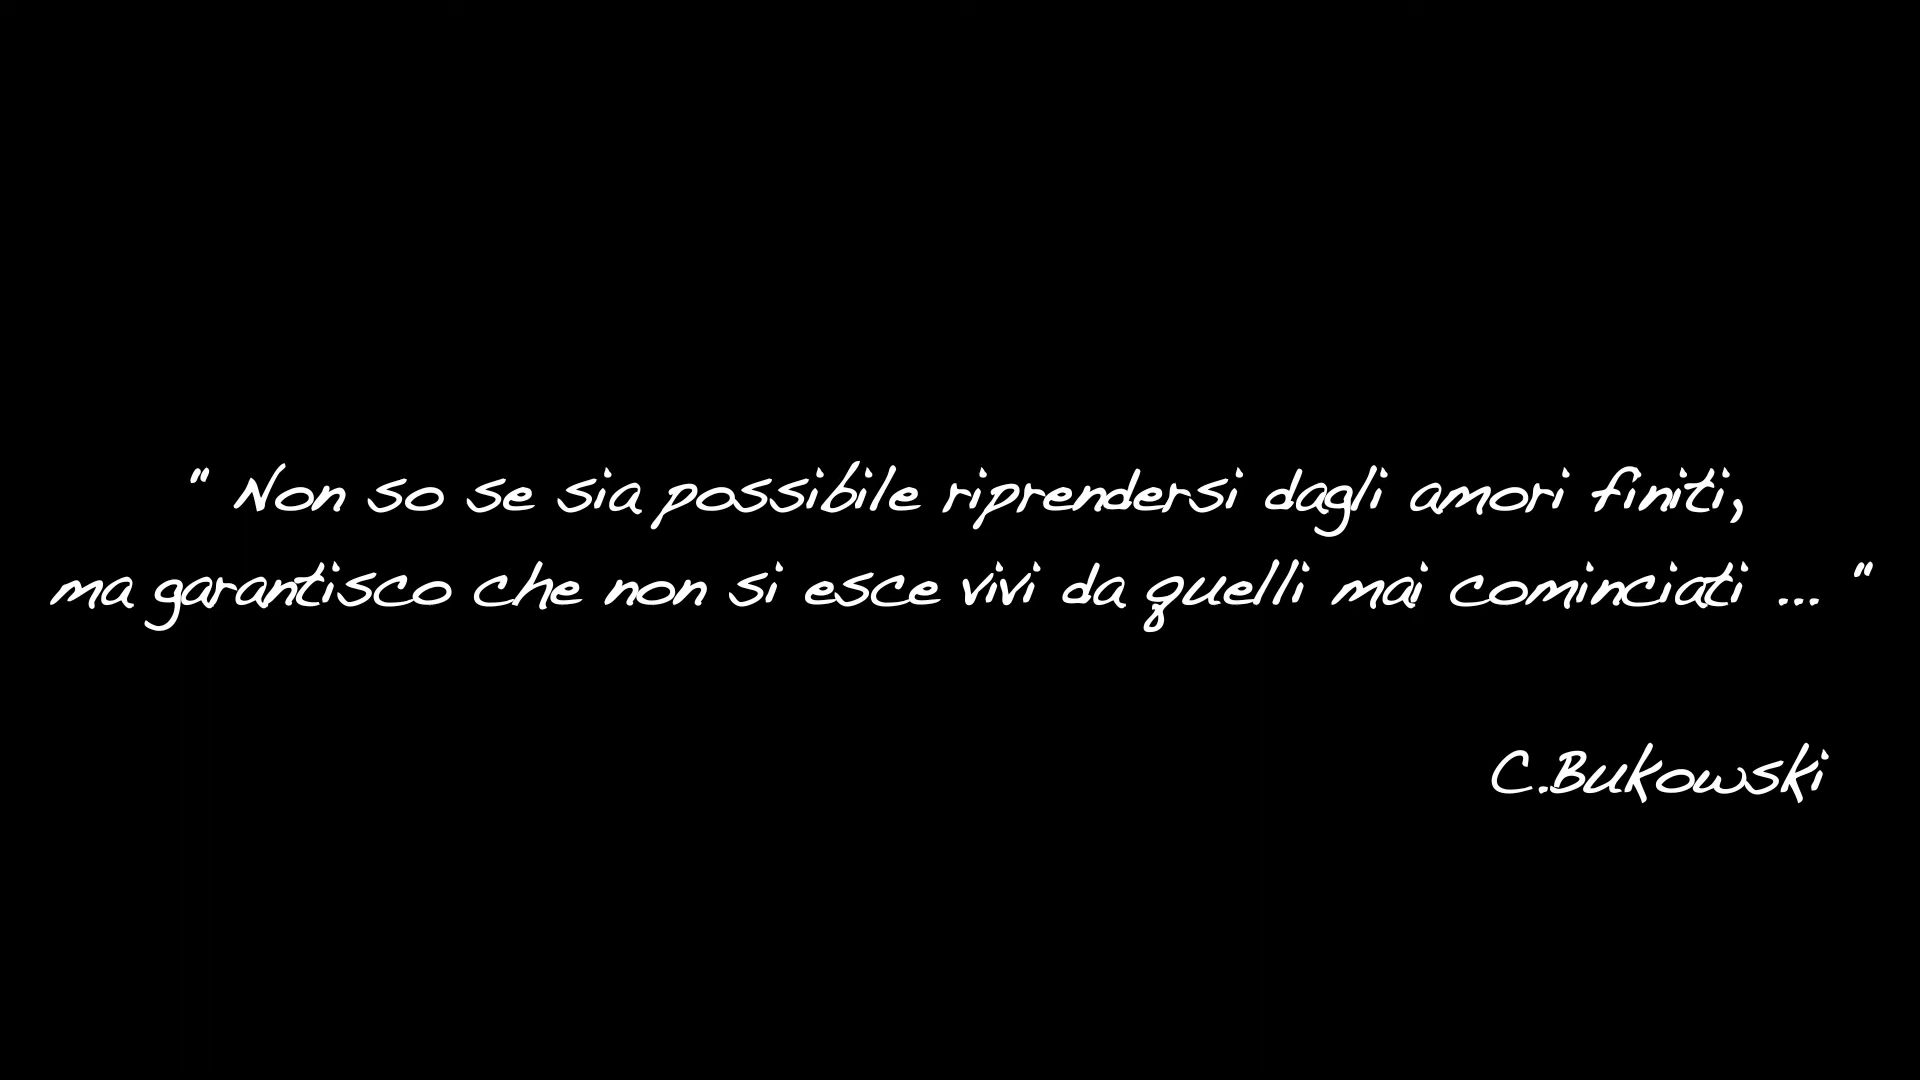 " Non so se sia possibile riprendersi dagli amori finiti,
ma garantisco che non si esce vivi da quelli mai cominciati ... "
C.Bukowski